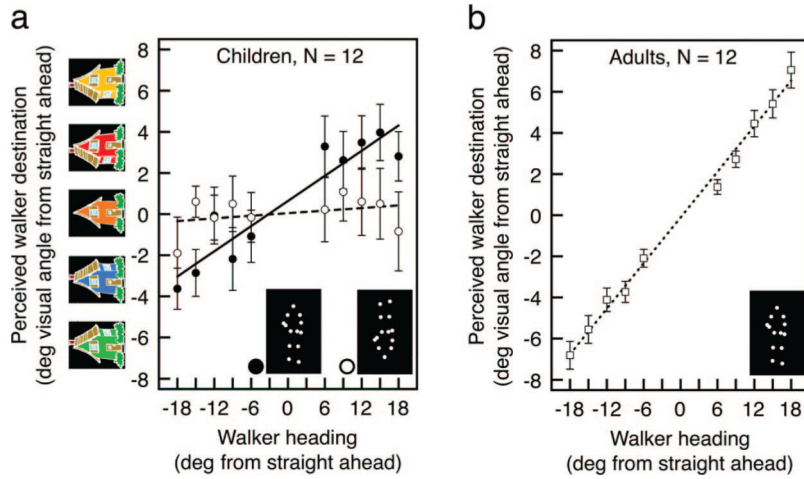 a
Children, N = 12
Perceived walker destination
(deg visual angle from straight ahead)
8
6
4
2
0
-2
-4
-6
-8
-18 -12 -6 0 6 12 18
Walker heading
(deg from straight ahead)
b
Adults, N = 12
Perceived walker destination
(deg visual angle from straight ahead)
8
6
4
2
0
-2
-4
-6
-8
-18 -12 -6 0 6 12 18
Walker heading
(deg from straight ahead)